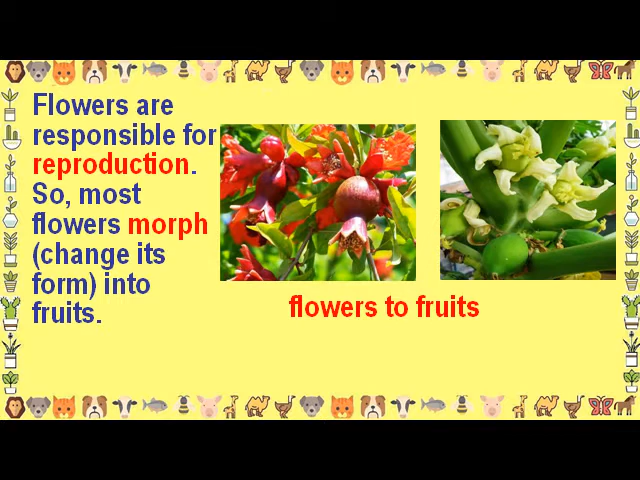 Flowers are
responsible for
reproduction.
So, most
flowers morph
(change its
form) into
fruits.
flowers to fruits